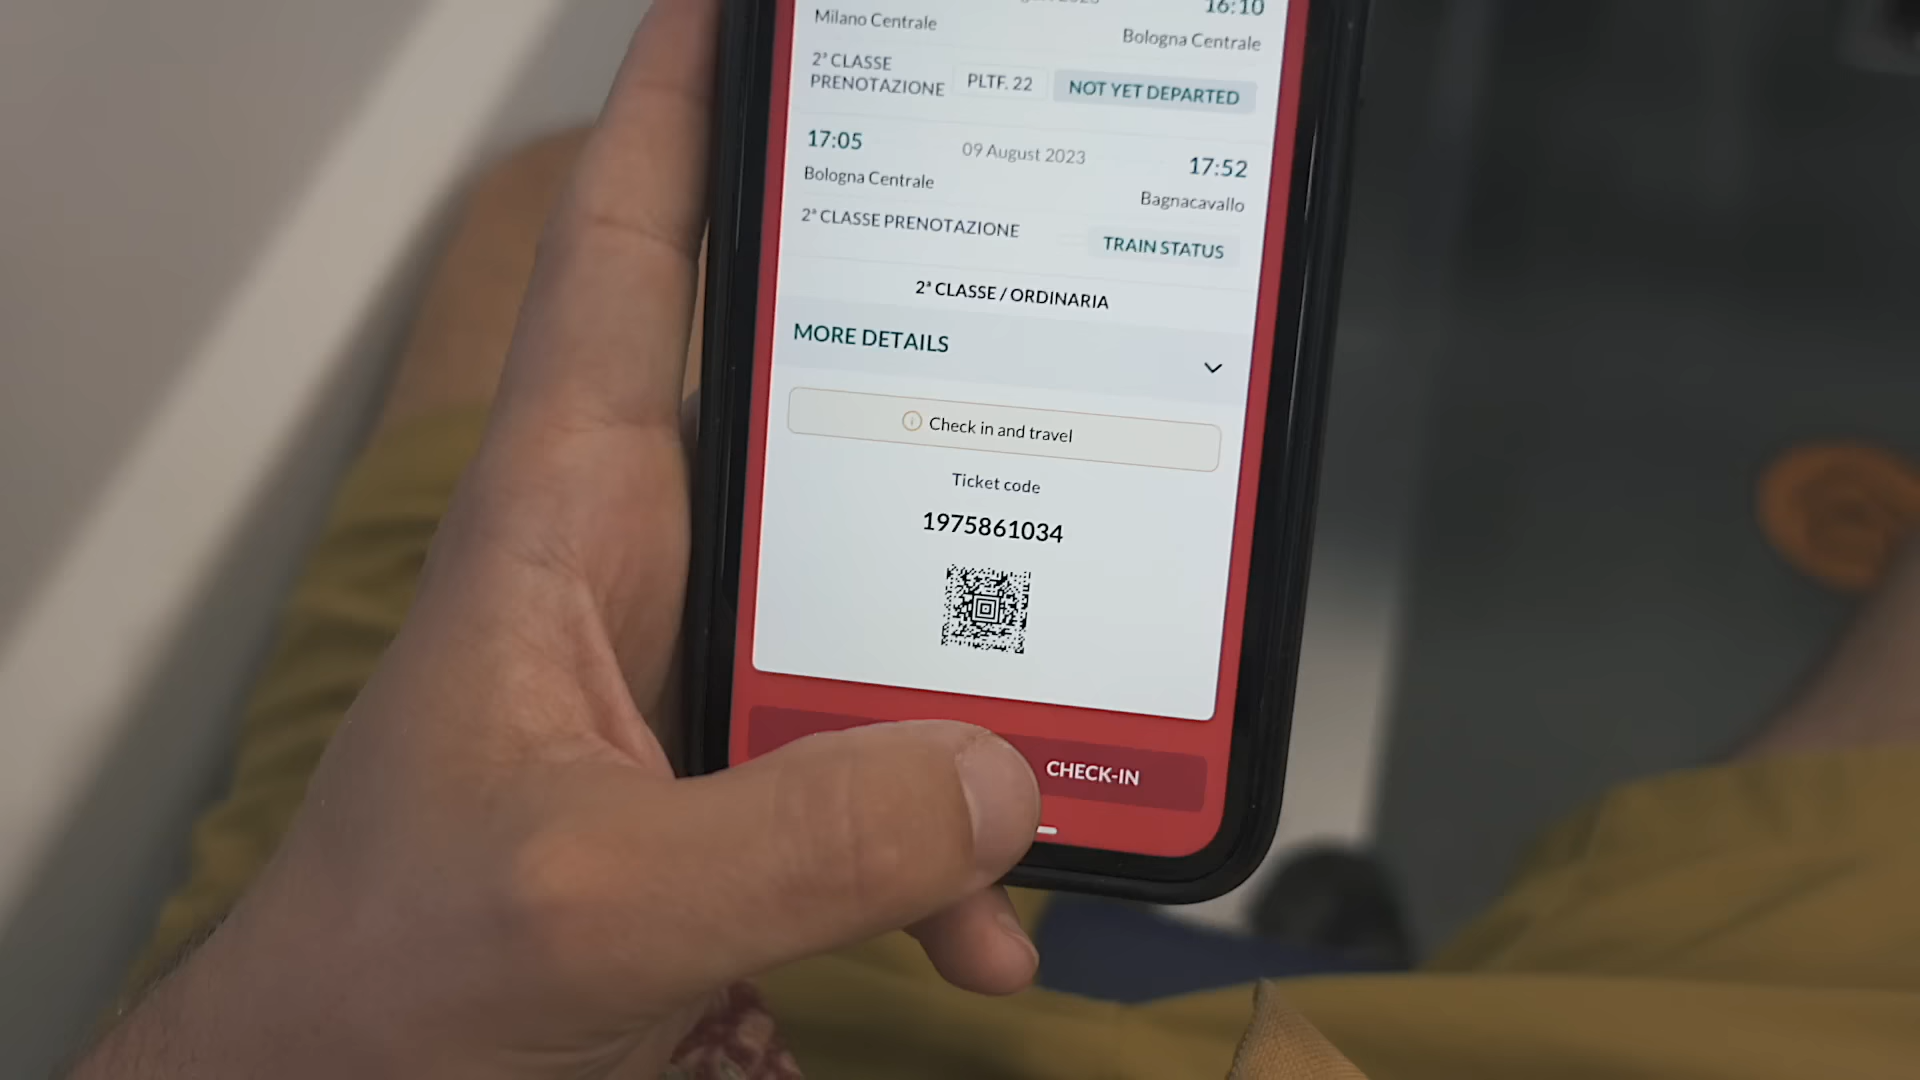 16:10
Milano Centrale
Bologna Centrale
2ª CLASSE
PRENOTAZIONE
PLTF. 22
NOT YET DEPARTED
17:05
09 August 2023
17:52
Bologna Centrale
Bagnacavallo
2ª CLASSE PRENOTAZIONE
TRAIN STATUS
2ª CLASSE / ORDINARIA
MORE DETAILS
Check in and travel
Ticket code
1975861034
CHECK-IN